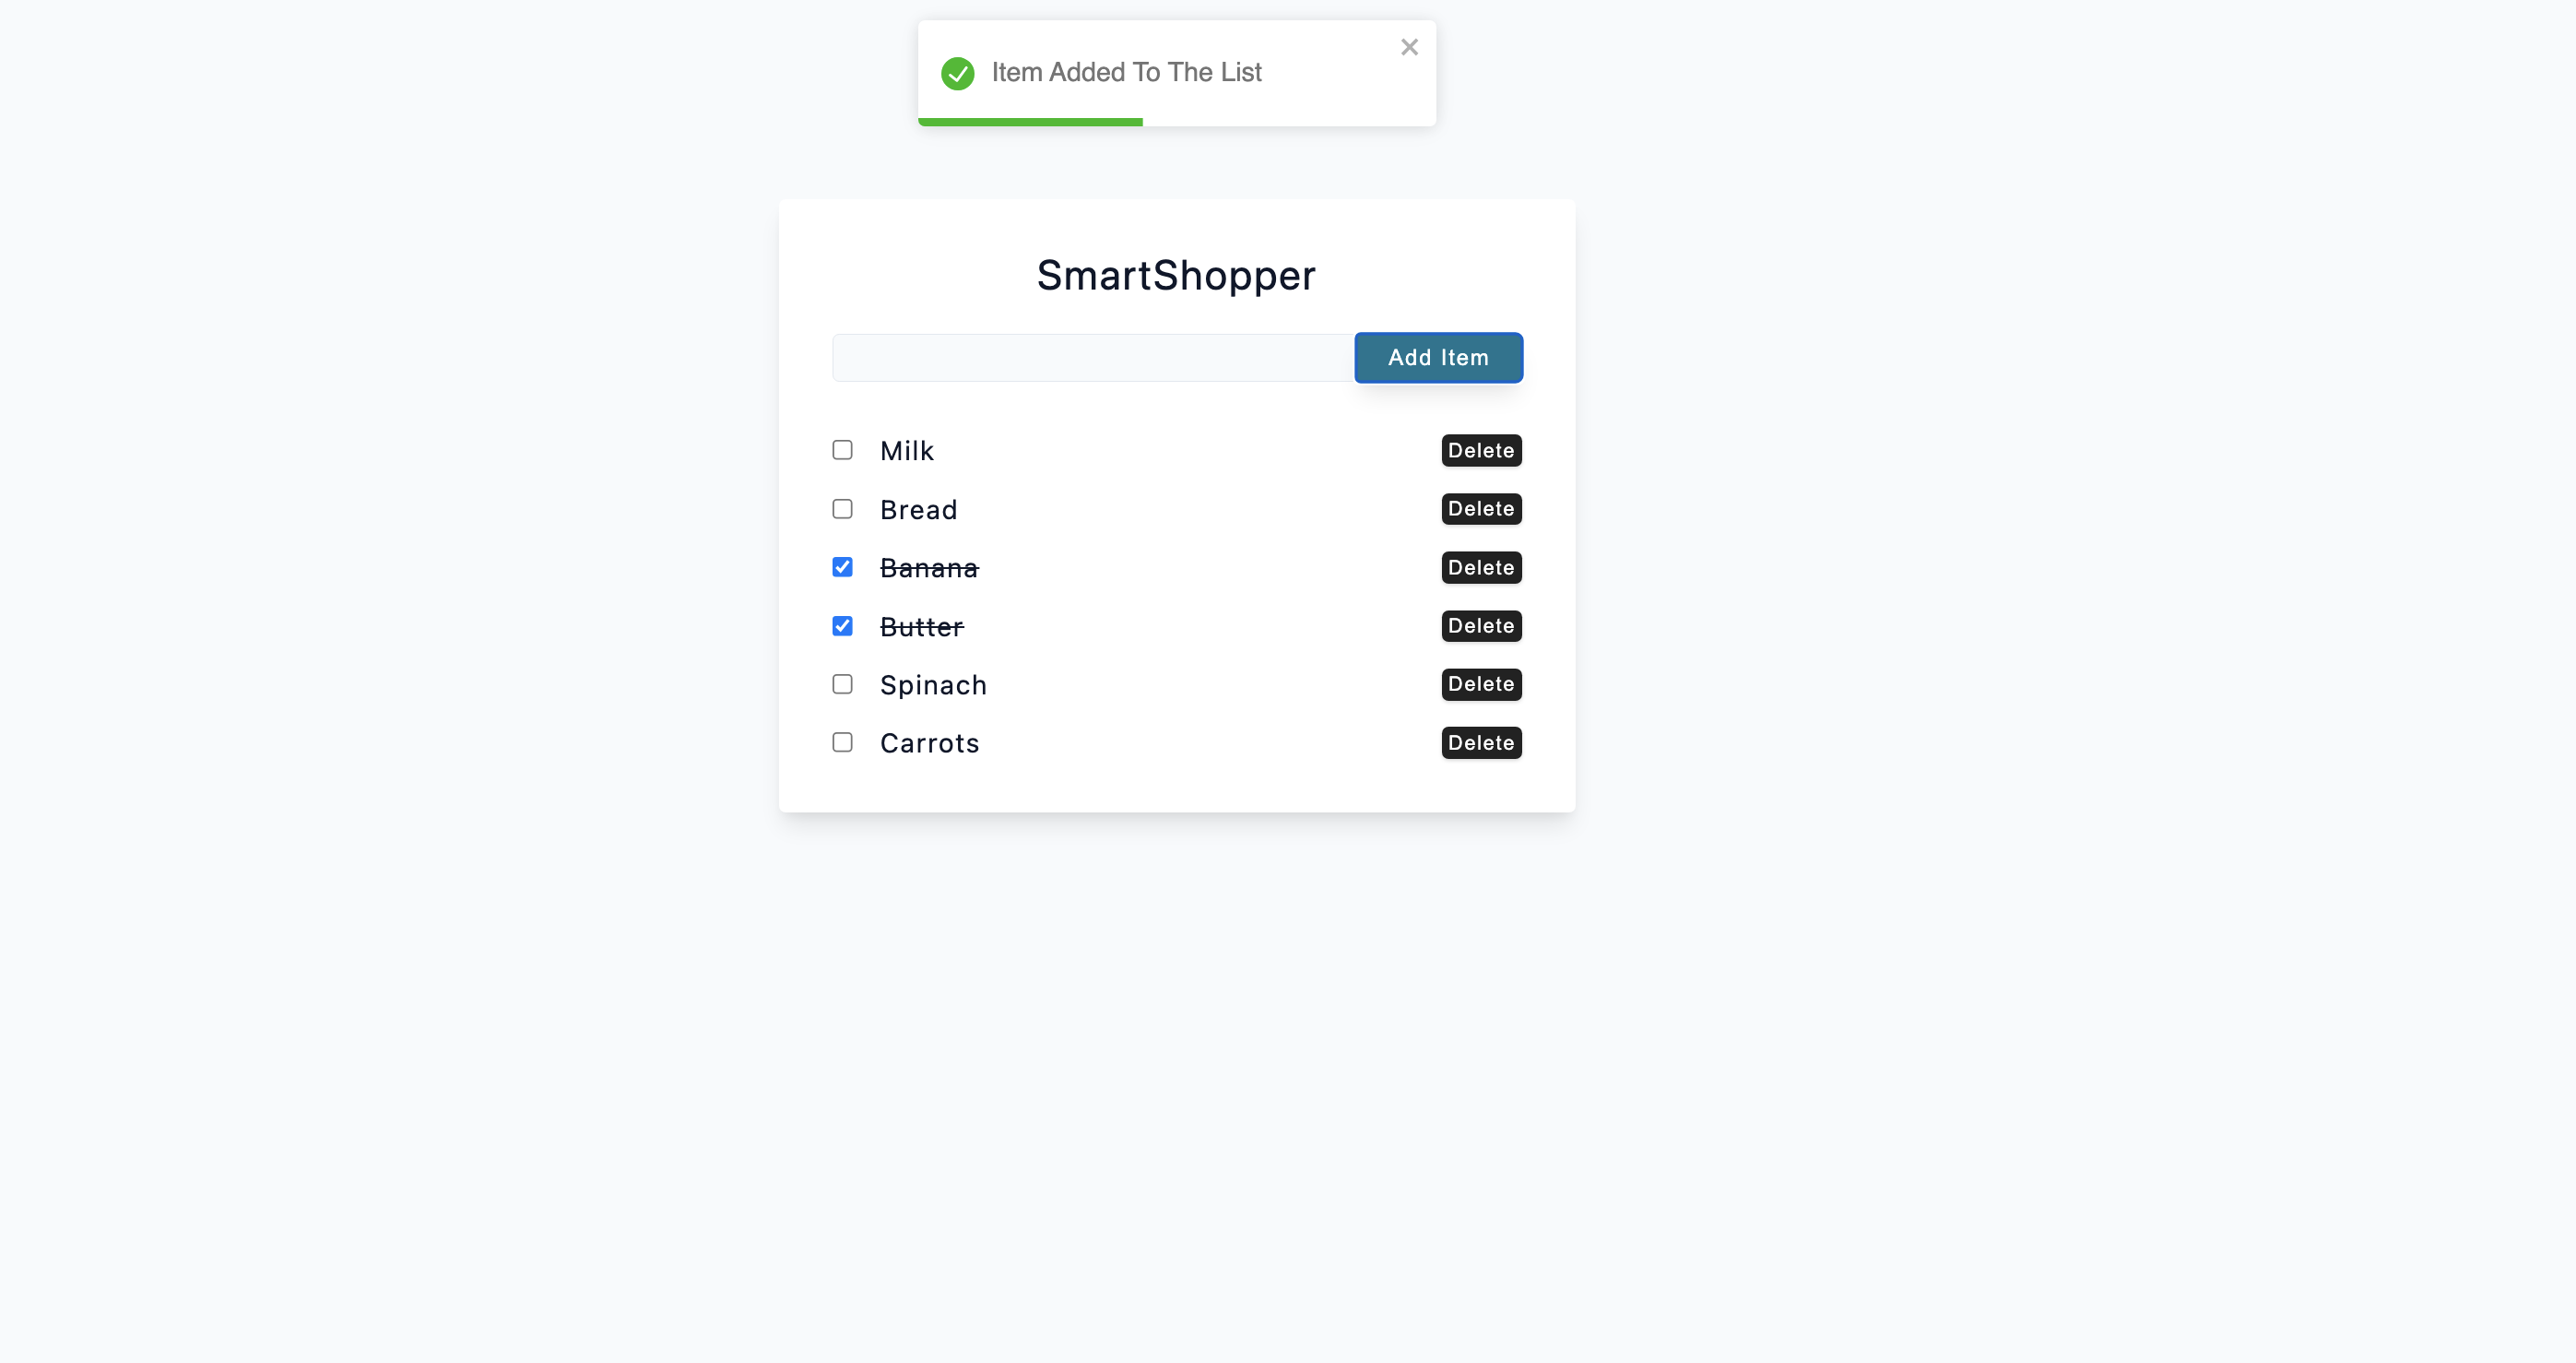 Item Added To The List
SmartShopper
Add Item
Milk Delete
Bread Delete
Banana Delete
Butter Delete
Spinach Delete
Carrots Delete